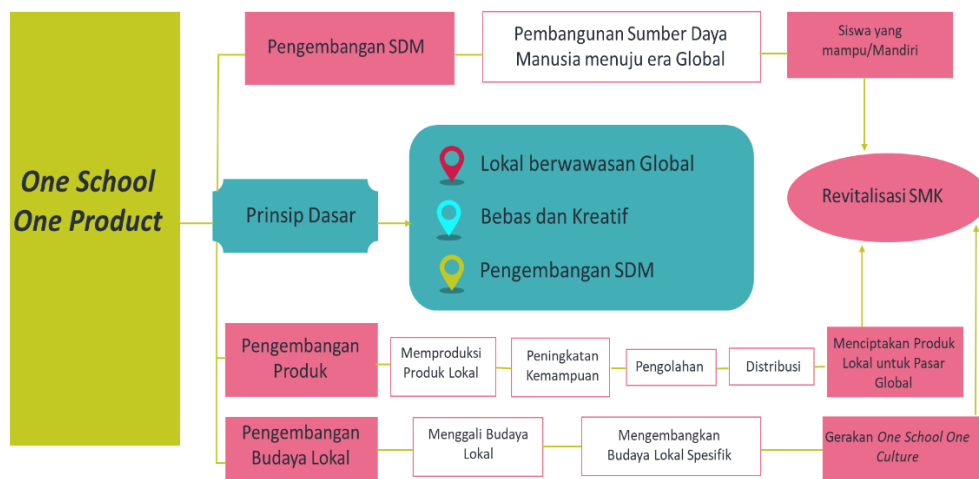 One School
One Product
Pengembangan SDM
Pembangunan Sumber Daya
Manusia menuju era Global
Siswa yang
mampu/Mandiri
Prinsip Dasar
Lokal berwawasan Global
Bebas dan Kreatif
Pengembangan SDM
Revitalisasi SMK
Pengembangan
Produk
Memproduksi
Produk Lokal
Peningkatan
Kemampuan
Pengolahan
Distribusi
Menciptakan Produk
Lokal untuk Pasar
Global
Pengembangan
Budaya Lokal
Menggali Budaya
Lokal
Mengembangkan
Budaya Lokal Spesifik
Gerakan One School One
Culture